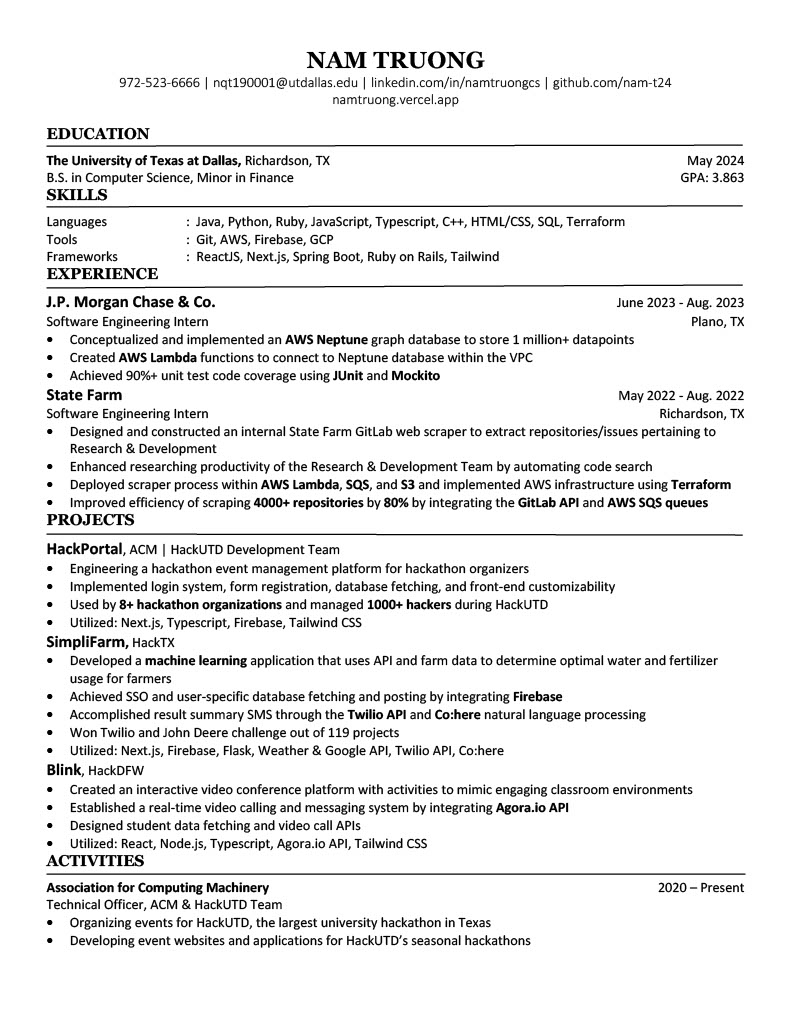 NAM TRUONG
972-523-6666 | nqt190001@utdallas.edu | linkedin.com/in/namtruongcs | github.com/nam-t24
namtruong.vercel.app
EDUCATION
The University of Texas at Dallas, Richardson, TX May 2024
B.S. in Computer Science, Minor in Finance GPA: 3.863
SKILLS
Languages : Java, Python, Ruby, JavaScript, Typescript, C++, HTML/CSS, SQL, Terraform
Tools : Git, AWS, Firebase, GCP
Frameworks : ReactJS, Next.js, Spring Boot, Ruby on Rails, Tailwind
EXPERIENCE
J.P. Morgan Chase & Co. June 2023 - Aug. 2023
Software Engineering Intern Plano, TX
• Conceptualized and implemented an AWS Neptune graph database to store 1 million+ datapoints
• Created AWS Lambda functions to connect to Neptune database within the VPC
• Achieved 90%+ unit test code coverage using JUnit and Mockito
State Farm May 2022 - Aug. 2022
Software Engineering Intern Richardson, TX
• Designed and constructed an internal State Farm GitLab web scraper to extract repositories/issues pertaining to
Research & Development
• Enhanced researching productivity of the Research & Development Team by automating code search
• Deployed scraper process within AWS Lambda, SQS, and S3 and implemented AWS infrastructure using Terraform
• Improved efficiency of scraping 4000+ repositories by 80% by integrating the GitLab API and AWS SQS queues
PROJECTS
HackPortal, ACM | HackUTD Development Team
• Engineering a hackathon event management platform for hackathon organizers
• Implemented login system, form registration, database fetching, and front-end customizability
• Used by 8+ hackathon organizations and managed 1000+ hackers during HackUTD
• Utilized: Next.js, Typescript, Firebase, Tailwind CSS
SimpliFarm, HackTX
• Developed a machine learning application that uses API and farm data to determine optimal water and fertilizer
usage for farmers
• Achieved SSO and user-specific database fetching and posting by integrating Firebase
• Accomplished result summary SMS through the Twilio API and Co:here natural language processing
• Won Twilio and John Deere challenge out of 119 projects
• Utilized: Next.js, Firebase, Flask, Weather & Google API, Twilio API, Co:here
Blink, HackDFW
• Created an interactive video conference platform with activities to mimic engaging classroom environments
• Established a real-time video calling and messaging system by integrating Agora.io API
• Designed student data fetching and video call APIs
• Utilized: React, Node.js, Typescript, Agora.io API, Tailwind CSS
ACTIVITIES
Association for Computing Machinery 2020 – Present
Technical Officer, ACM & HackUTD Team
• Organizing events for HackUTD, the largest university hackathon in Texas
• Developing event websites and applications for HackUTD’s seasonal hackathons